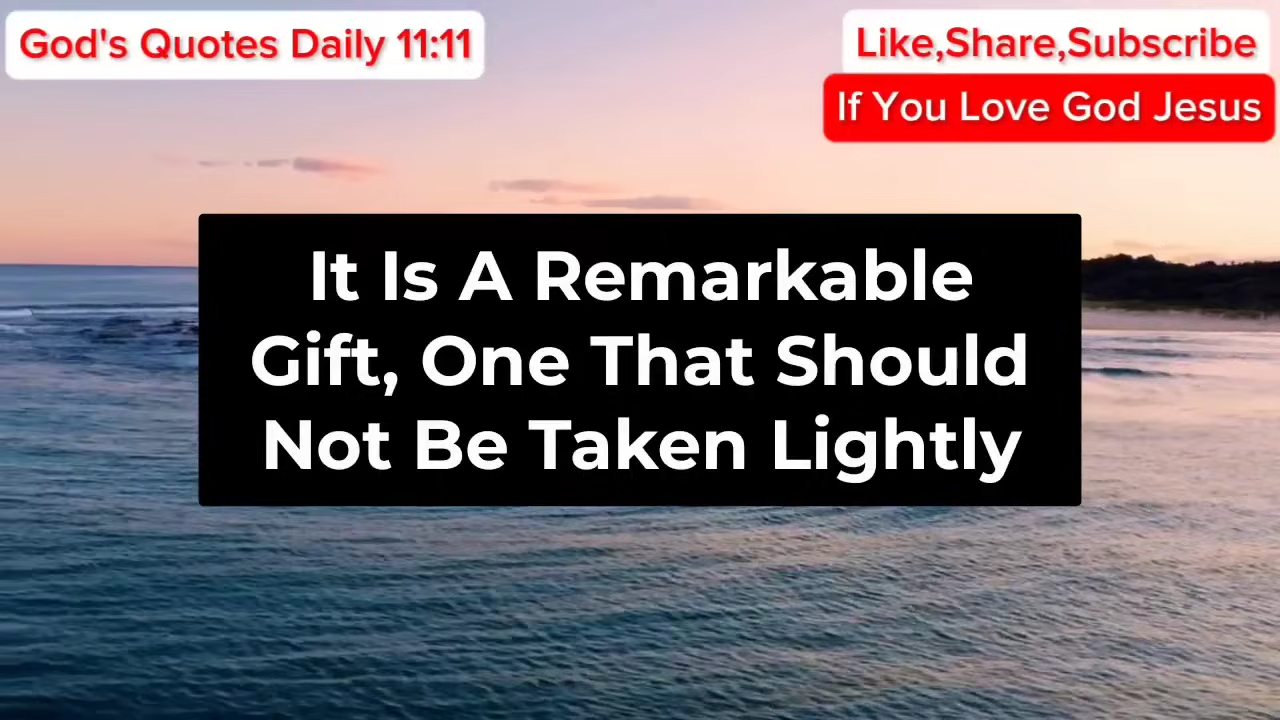 God's Quotes Daily 11:11
Like,Share,Subscribe
If You Love God Jesus
It Is A Remarkable
Gift, One That Should
Not Be Taken Lightly